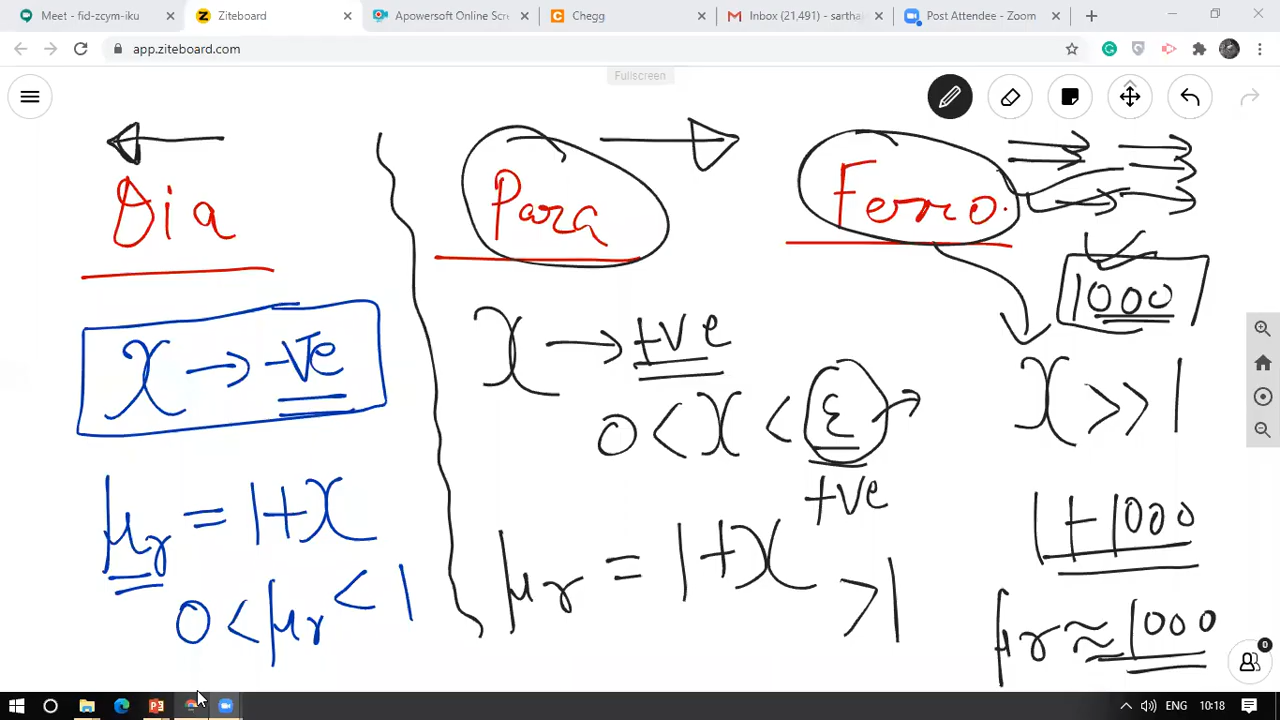 Meet - fid-zcym-iku
Ziteboard
Apowersoft Online Scre
Chegg
Inbox (21,491) - sarthak
Post Attendee - Zoom
app.ziteboard.com
Fullscreen
Dia
Para
Ferro.
1000
χ → -ve
χ → +ve
0 < χ < ε
+ve
χ >> 1
μr = 1+χ
0 < μr < 1
μr = 1+χ
>1
1+1000
μr ≈ 1000
0
ENG
10:18